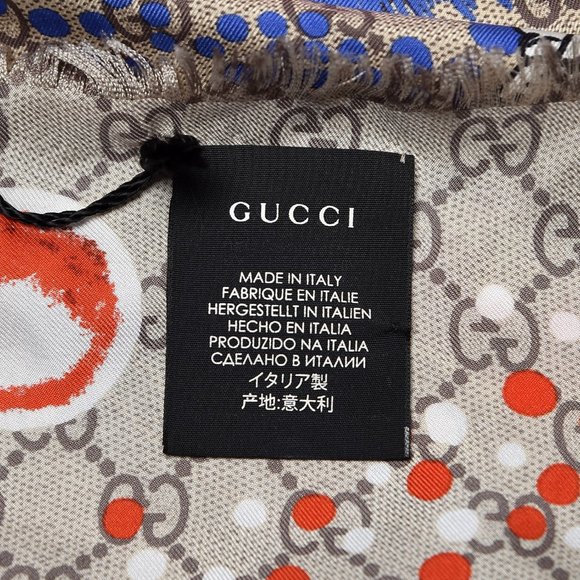 GUCCI
MADE IN ITALY
FABRIQUE EN ITALIE
HERGESTELLT IN ITALIEN
HECHO EN ITALIA
PRODUZIDO NA ITALIA
СДЕЛАНО В ИТАЛИИ
イタリア製
产地:意大利